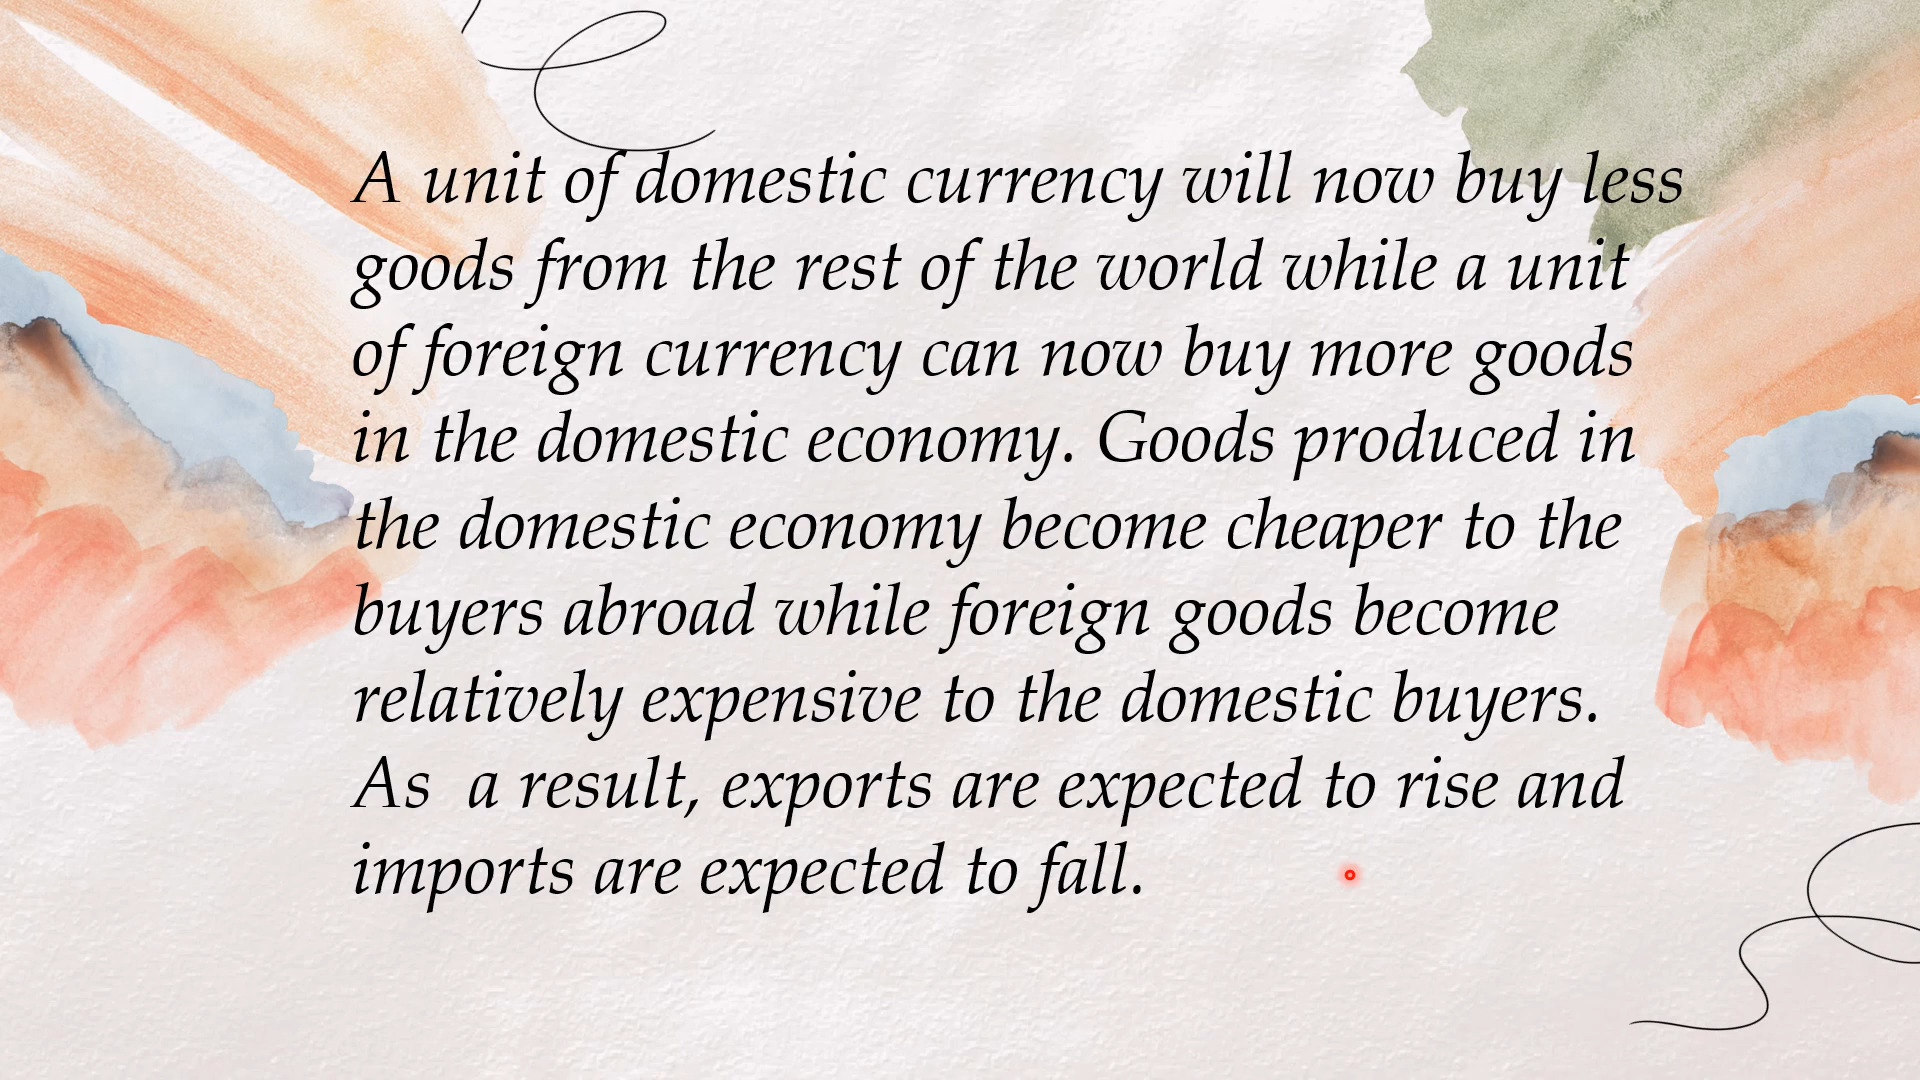 A unit of domestic currency will now buy less
goods from the rest of the world while a unit
of foreign currency can now buy more goods
in the domestic economy. Goods produced in
the domestic economy become cheaper to the
buyers abroad while foreign goods become
relatively expensive to the domestic buyers.
As  a result, exports are expected to rise and
imports are expected to fall.